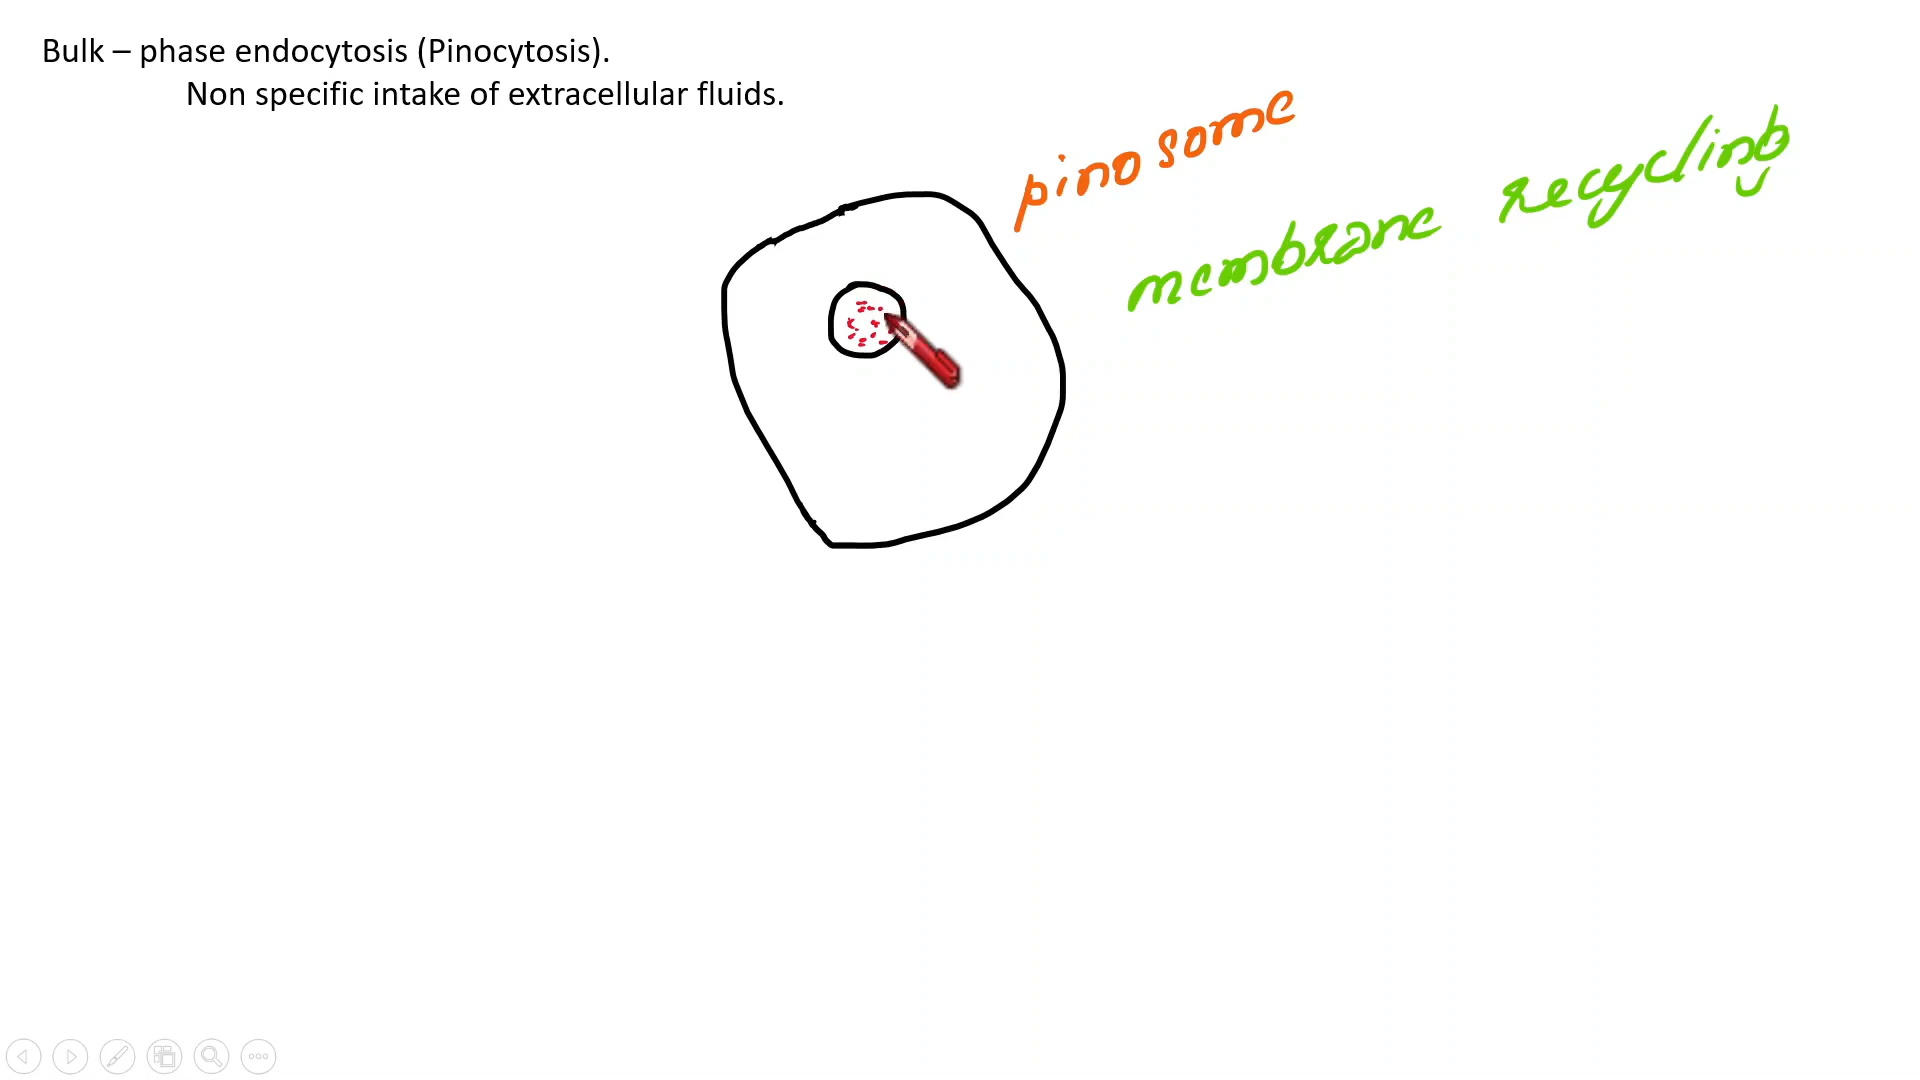 Bulk – phase endocytosis (Pinocytosis).
Non specific intake of extracellular fluids.
pinosome
membrane recycling